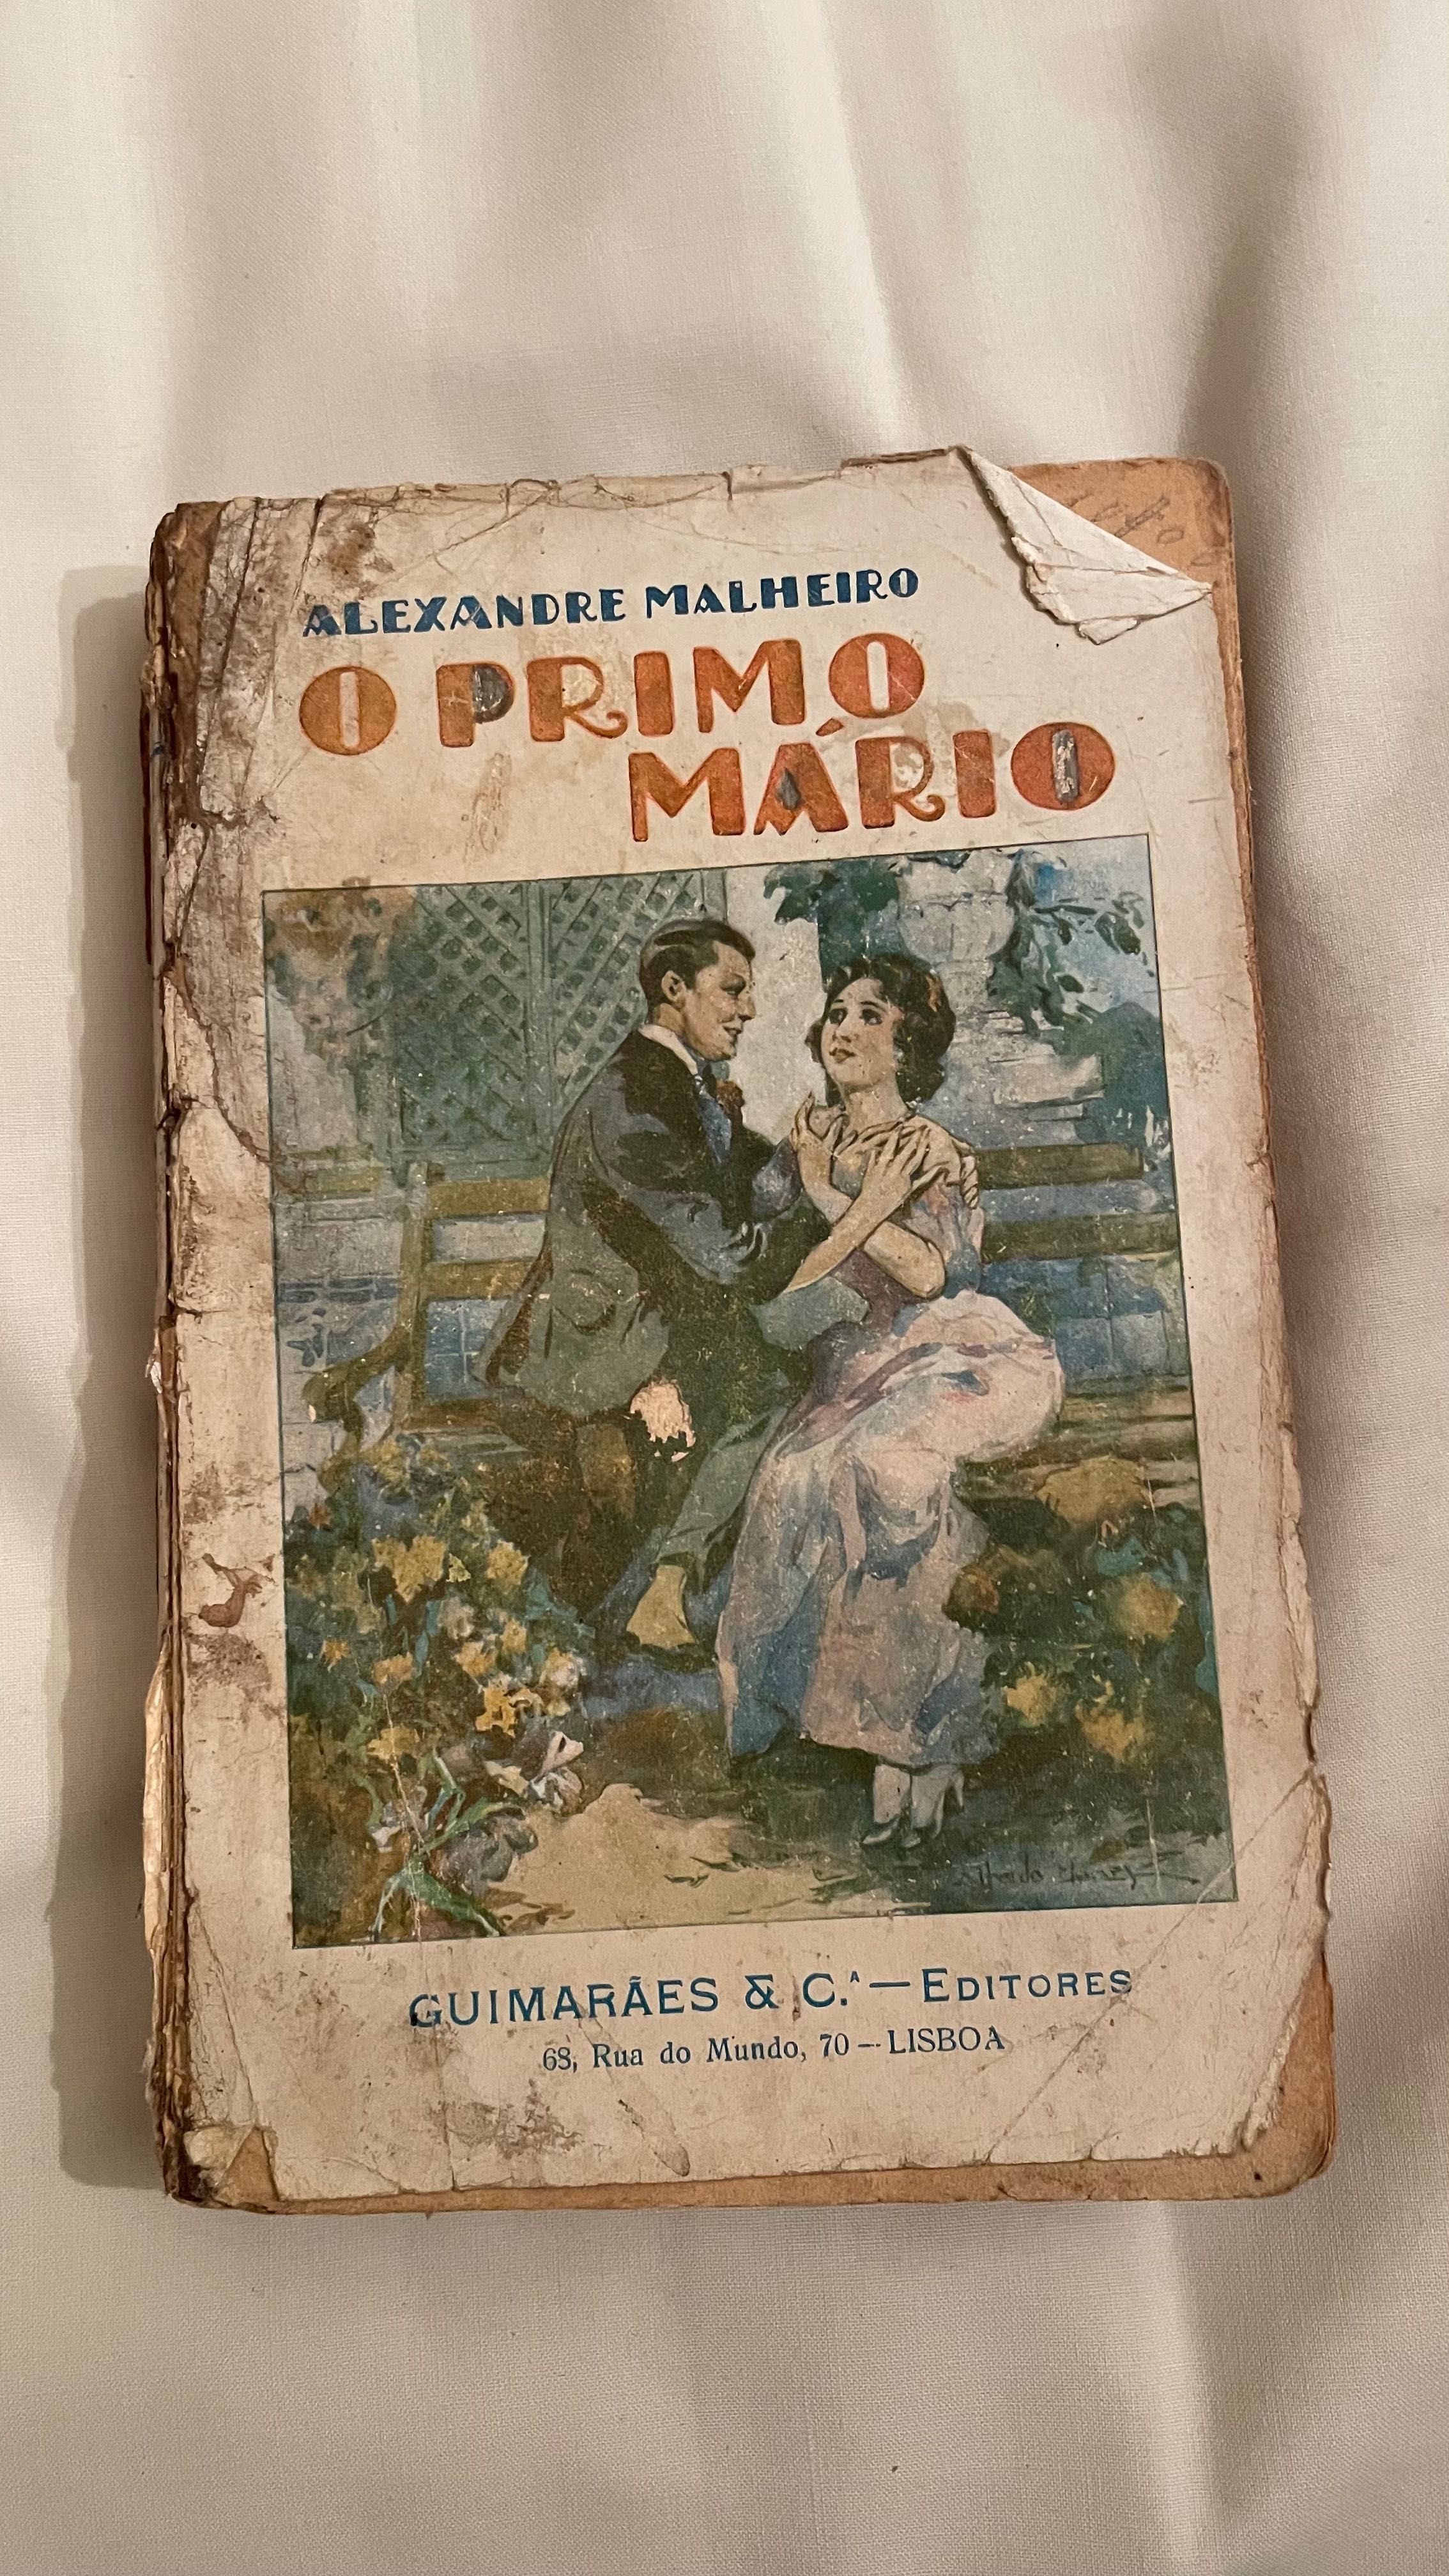 ALEXANDRE MALHEIRO
O PRIMO
MÁRIO
GUIMARÃES & C.ᴬ — EDITORES
68, Rua do Mundo, 70 — LISBOA